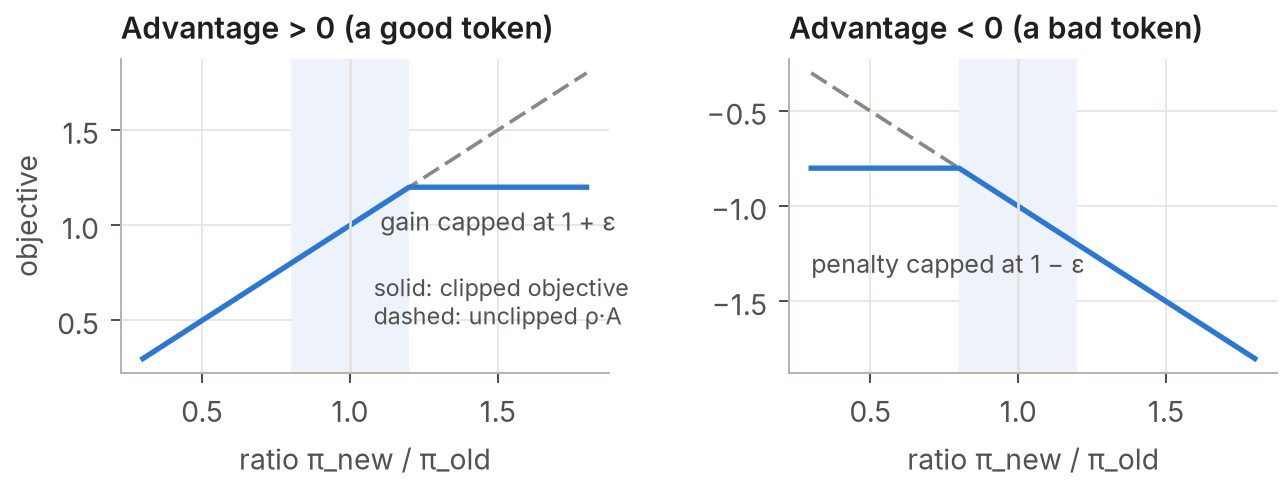 Advantage > 0 (a good token)
objective
1.5
1.0
0.5
gain capped at 1 + ε
solid: clipped objective
dashed: unclipped ρ·A
0.5 1.0 1.5
ratio π_new / π_old
Advantage < 0 (a bad token)
−0.5
−1.0
−1.5
penalty capped at 1 − ε
0.5 1.0 1.5
ratio π_new / π_old